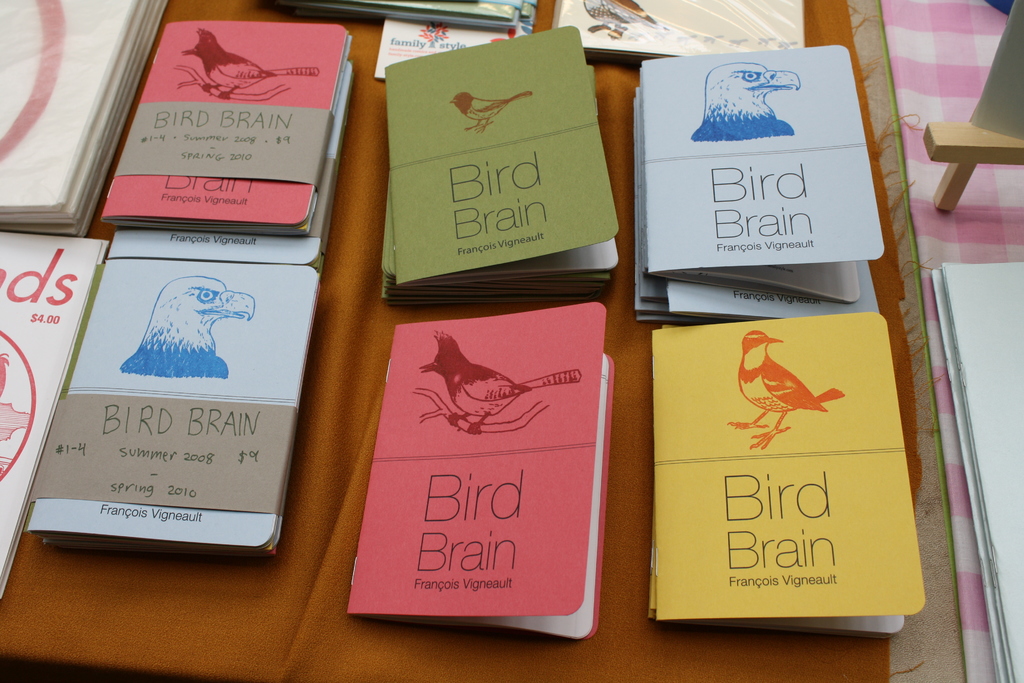 family style
BIRD BRAIN
#1-4 · Summer 2008 · $9
-
SPRING 2010
Brain
François Vigneault
François Vigneault
Bird
Brain
François Vigneault
Bird
Brain
François Vigneault
François Vigneault
nds
$4.00
BIRD BRAIN
#1-4 Summer 2008 $9
-
spring 2010
François Vigneault
Bird
Brain
François Vigneault
Bird
Brain
François Vigneault